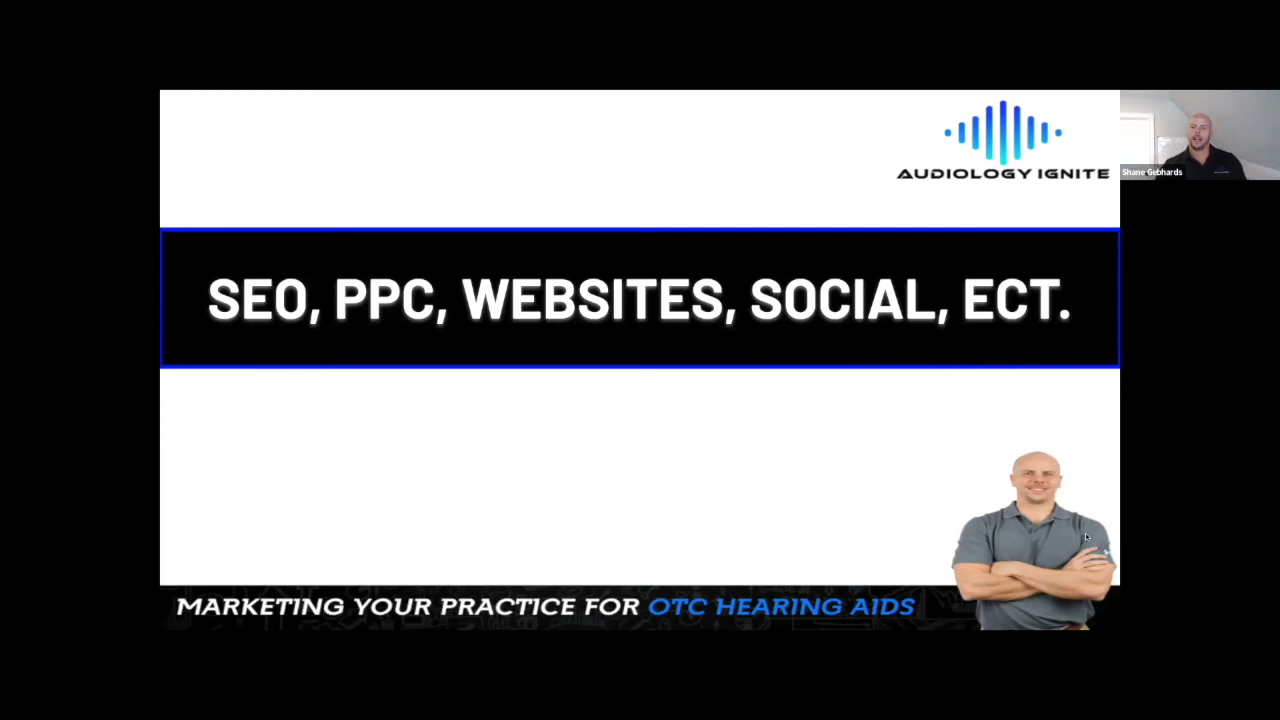 AUDIOLOGY IGNITE
Shane Gebhards
SEO, PPC, WEBSITES, SOCIAL, ECT.
MARKETING YOUR PRACTICE FOR OTC HEARING AIDS